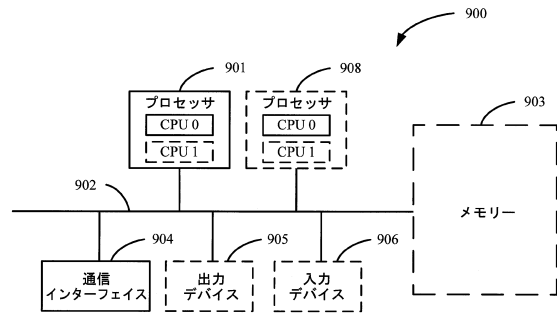 900
901
908
903
プロセッサ
CPU 0
CPU 1
プロセッサ
CPU 0
CPU 1
メモリー
902
904
905
906
通信
インターフェイス
出力
デバイス
入力
デバイス